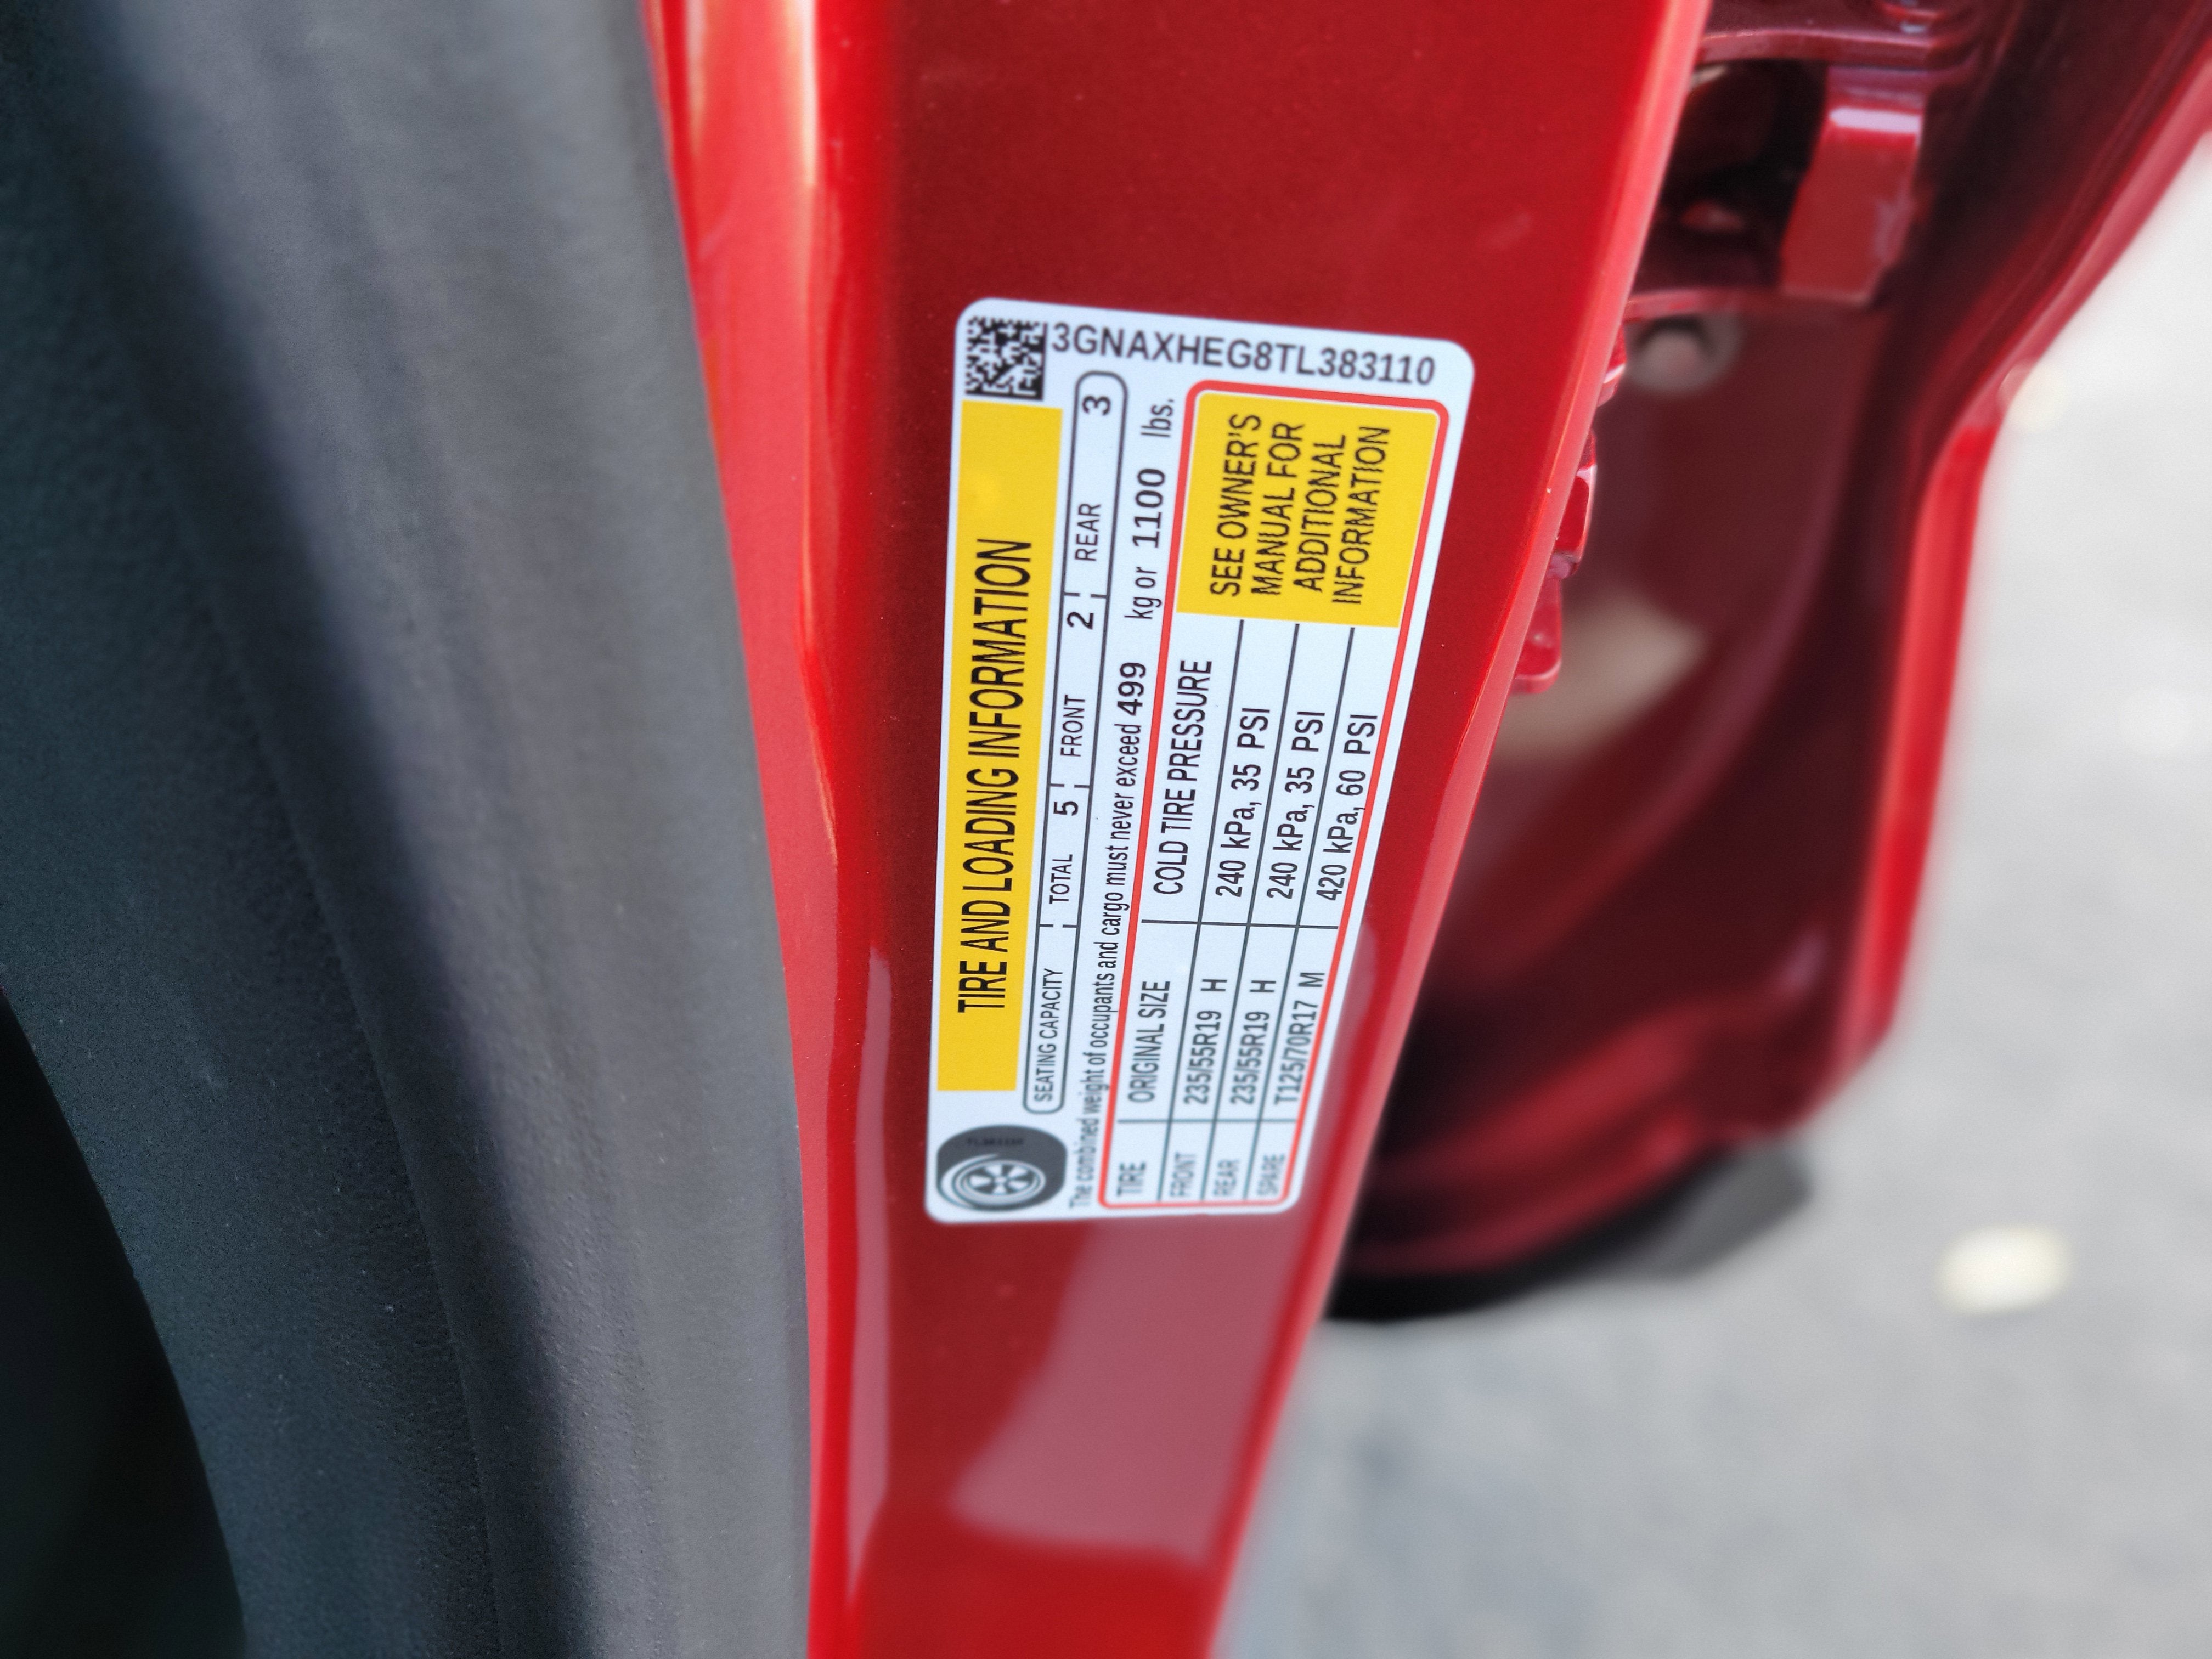 3GNAXHEG8TL383110
TIRE AND LOADING INFORMATION
SEATING CAPACITY TOTAL 5 FRONT 2 REAR 3
The combined weight of occupants and cargo must never exceed 499 kg or 1100 lbs.
TIRE ORIGINAL SIZE COLD TIRE PRESSURE
FRONT 235/55R19 H 240 kPa, 35 PSI
REAR 235/55R19 H 240 kPa, 35 PSI
SPARE T125/70R17 M 420 kPa, 60 PSI
SEE OWNER'S
MANUAL FOR
ADDITIONAL
INFORMATION